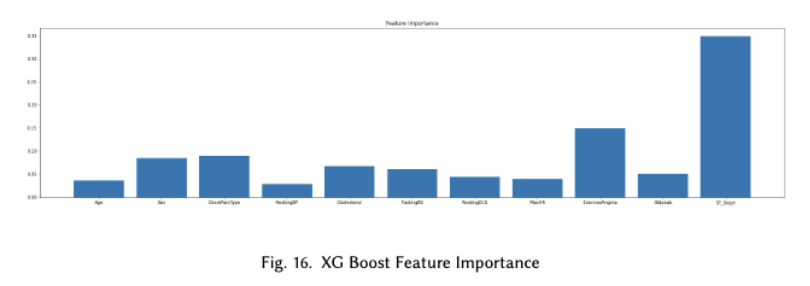 Feature Importance
0.35
0.30
0.25
0.20
0.15
0.10
0.05
0.00
Age Sex ChestPainType RestingBP Cholesterol FastingBS RestingECG MaxHR ExerciseAngina Oldpeak ST_Slope
Fig. 16. XG Boost Feature Importance